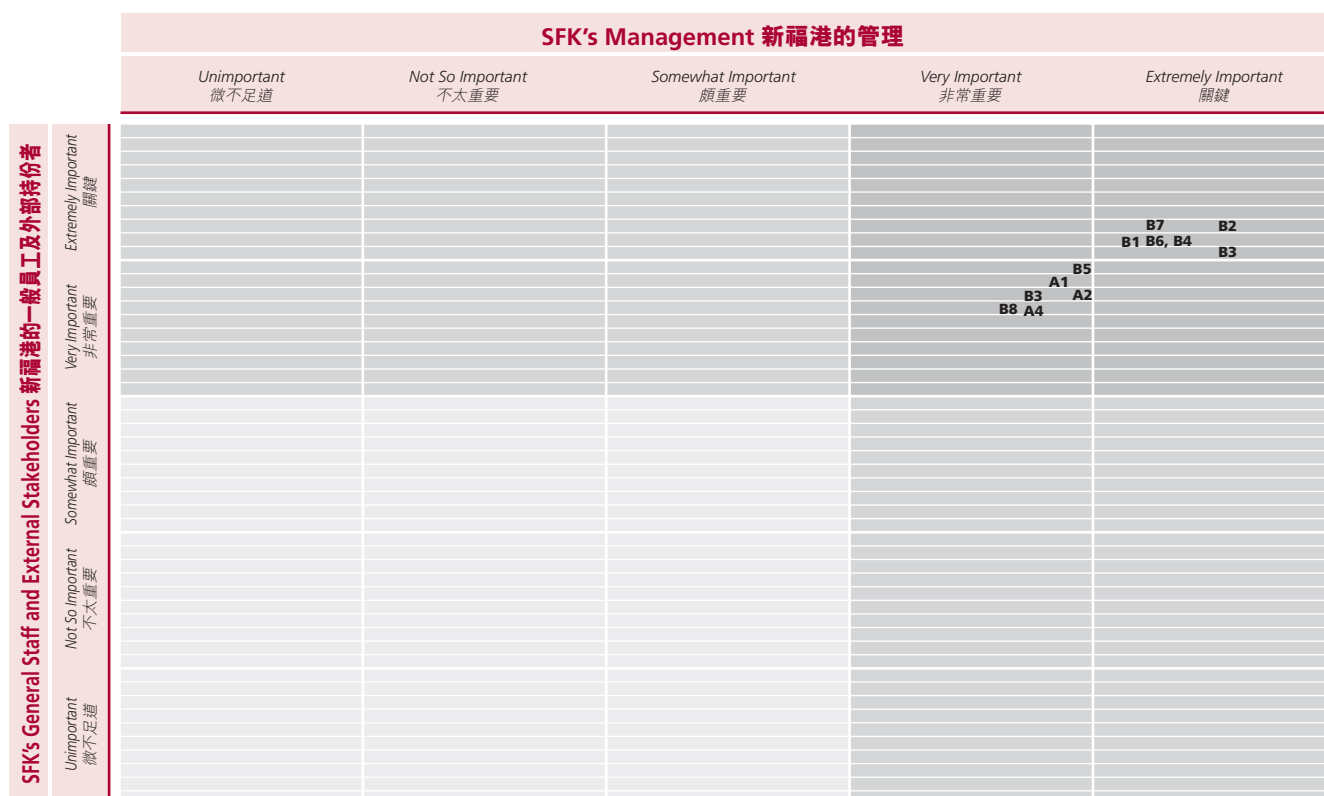 SFK's Management 新福港的管理
Unimportant
微不足道
Not So Important
不太重要
Somewhat Important
頗重要
Very Important
非常重要
Extremely Important
關鍵
SFK's General Staff and External Stakeholders 新福港的一般員工及外部持份者
Extremely Important
關鍵
Very Important
非常重要
Somewhat Important
頗重要
Not So Important
不太重要
Unimportant
微不足道
B7 B2
B1 B6, B4
B3
B5
A1
B3 A2
B8 A4